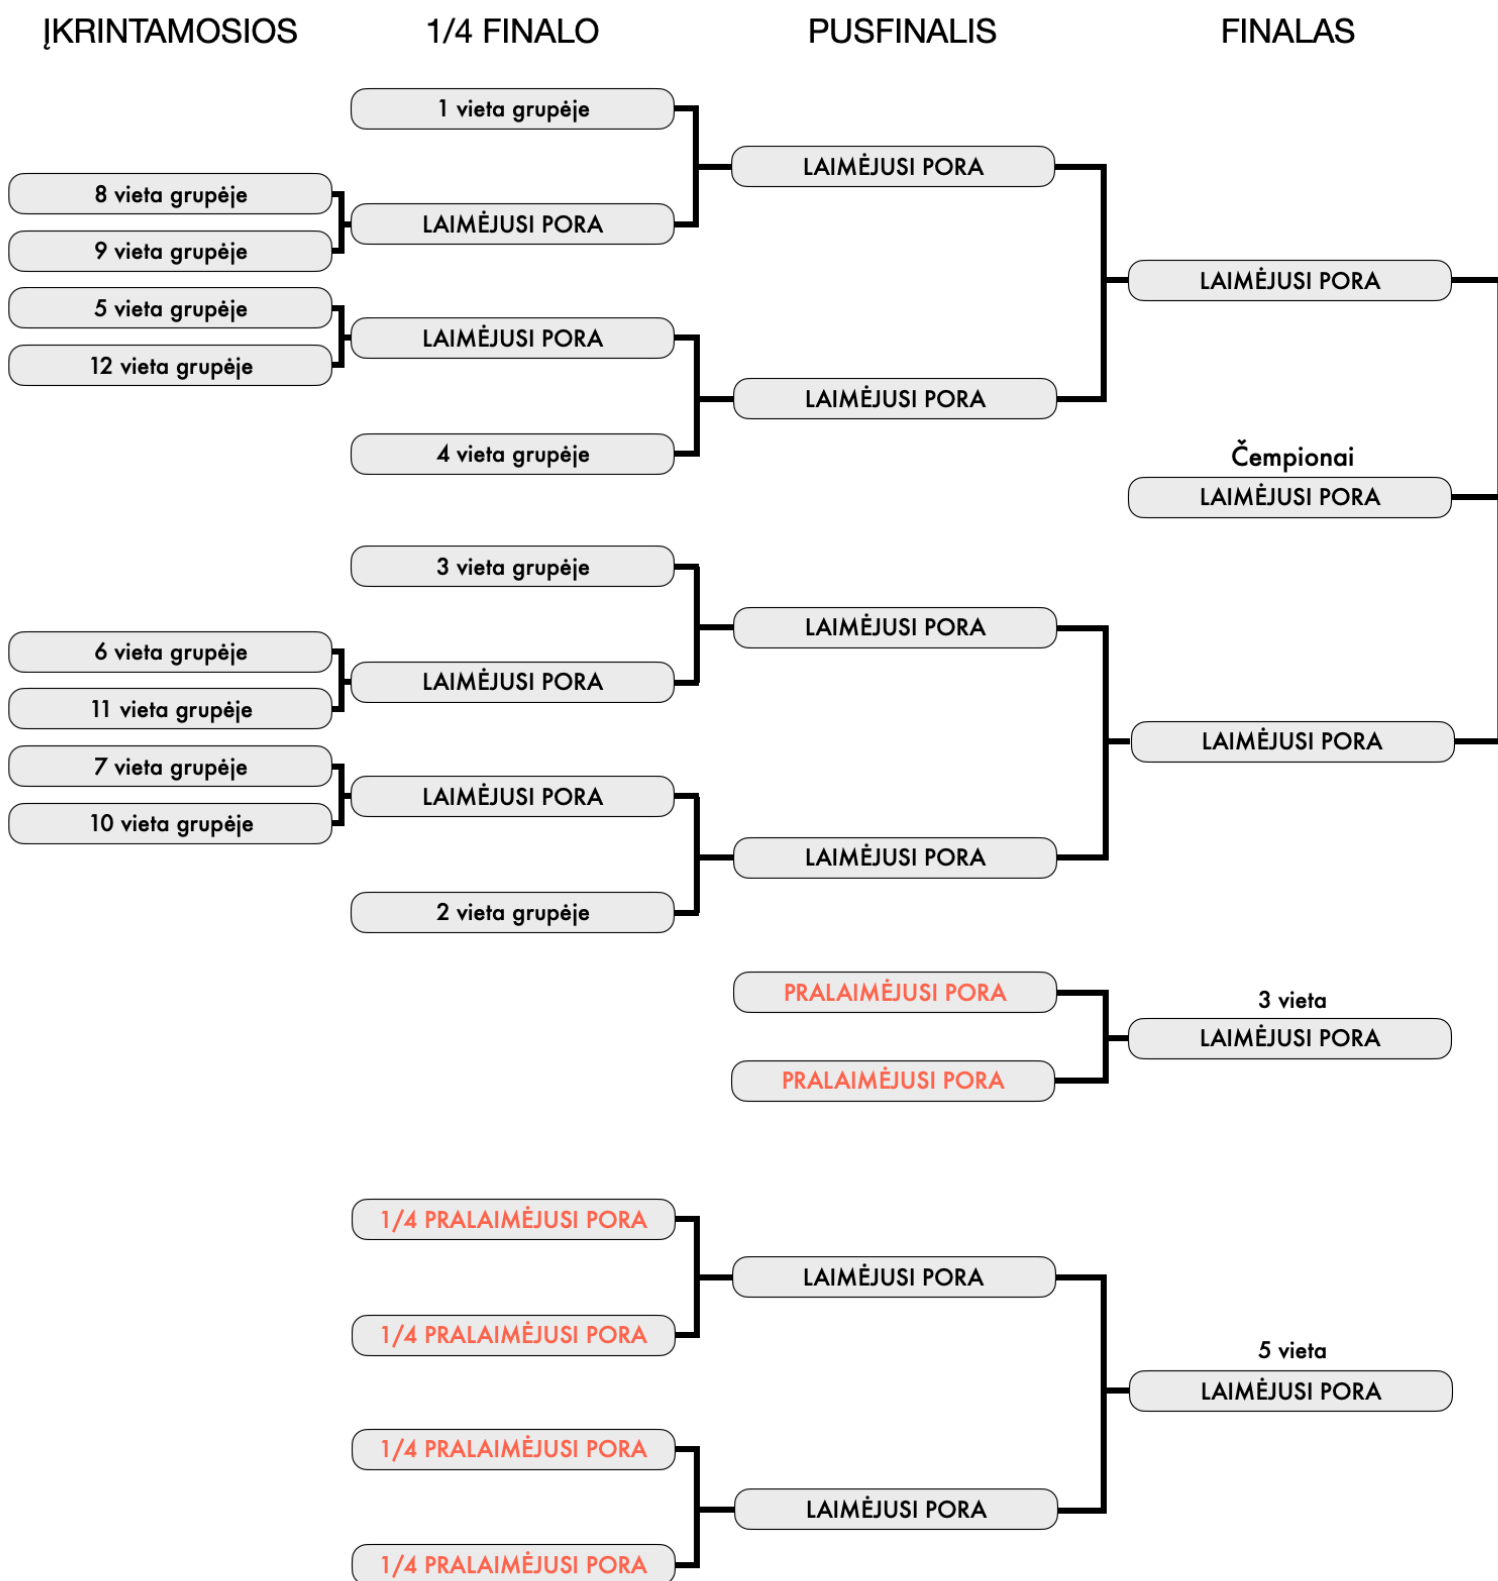 ĮKRINTAMOSIOS
1/4 FINALO
PUSFINALIS
FINALAS
1 vieta grupėje
LAIMĖJUSI PORA
8 vieta grupėje
LAIMĖJUSI PORA
9 vieta grupėje
LAIMĖJUSI PORA
5 vieta grupėje
LAIMĖJUSI PORA
12 vieta grupėje
LAIMĖJUSI PORA
4 vieta grupėje
Čempionai
LAIMĖJUSI PORA
3 vieta grupėje
LAIMĖJUSI PORA
6 vieta grupėje
LAIMĖJUSI PORA
11 vieta grupėje
LAIMĖJUSI PORA
7 vieta grupėje
LAIMĖJUSI PORA
10 vieta grupėje
LAIMĖJUSI PORA
2 vieta grupėje
PRALAIMĖJUSI PORA
3 vieta
LAIMĖJUSI PORA
PRALAIMĖJUSI PORA
1/4 PRALAIMĖJUSI PORA
LAIMĖJUSI PORA
1/4 PRALAIMĖJUSI PORA
5 vieta
LAIMĖJUSI PORA
1/4 PRALAIMĖJUSI PORA
LAIMĖJUSI PORA
1/4 PRALAIMĖJUSI PORA